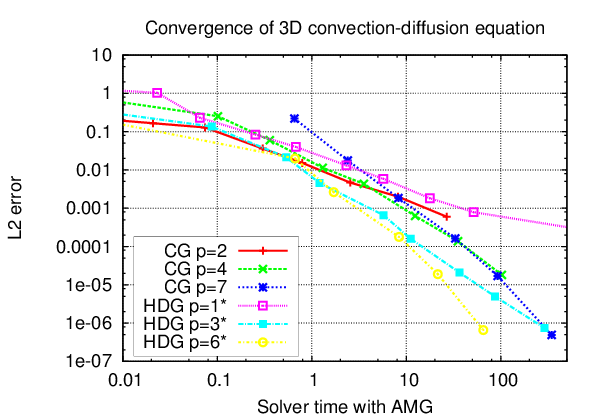 Convergence of 3D convection-diffusion equation
10
1
0.1
0.01
0.001
0.0001
1e-05
1e-06
1e-07
L2 error
CG p=2
CG p=4
CG p=7
HDG p=1*
HDG p=3*
HDG p=6*
0.01 0.1 1 10 100
Solver time with AMG